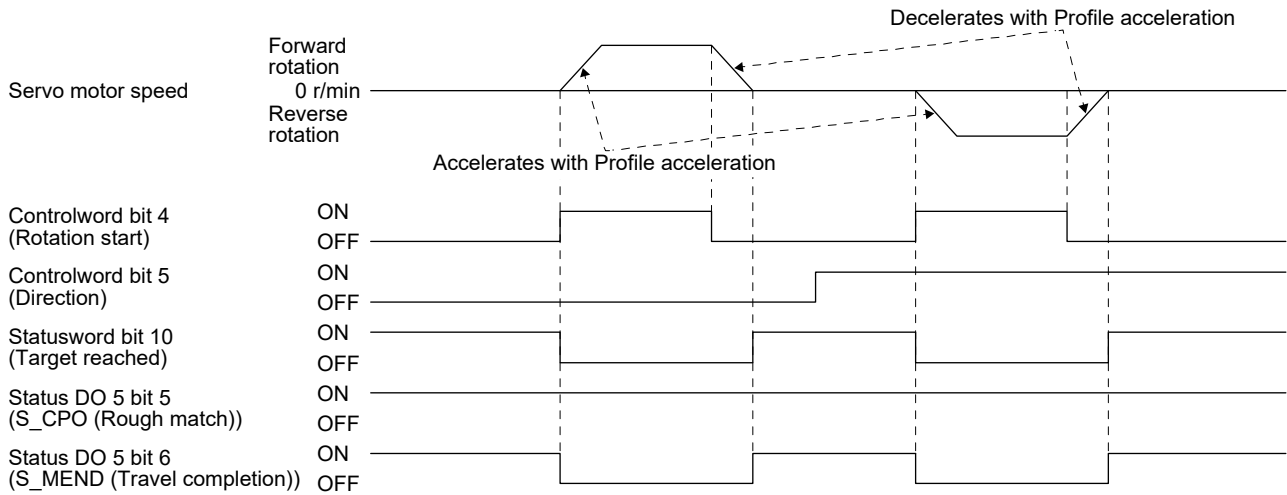 Decelerates with Profile acceleration
Forward
rotation
Servo motor speed
0 r/min
Reverse
rotation
Accelerates with Profile acceleration
Controlword bit 4
(Rotation start)
ON
OFF
Controlword bit 5
(Direction)
ON
OFF
Statusword bit 10
(Target reached)
ON
OFF
Status DO 5 bit 5
(S_CPO (Rough match))
ON
OFF
Status DO 5 bit 6
(S_MEND (Travel completion))
ON
OFF